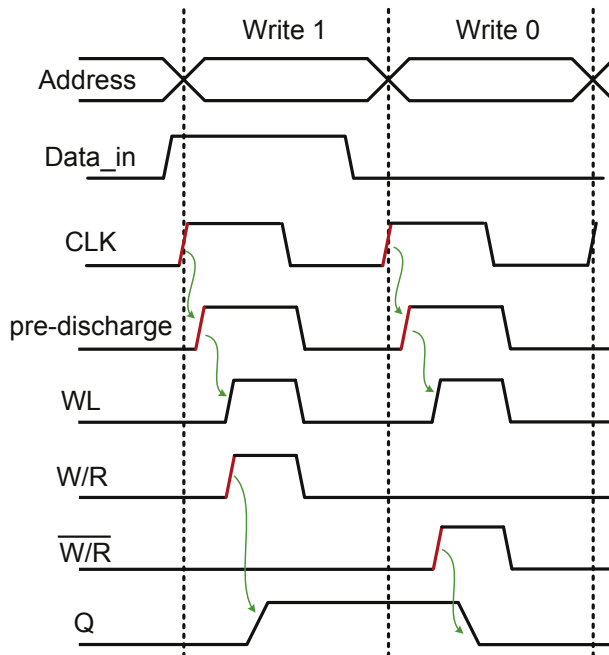 Write 1 Write 0
Address
Data_in
CLK
pre-discharge
WL
W/R
W/R
Q